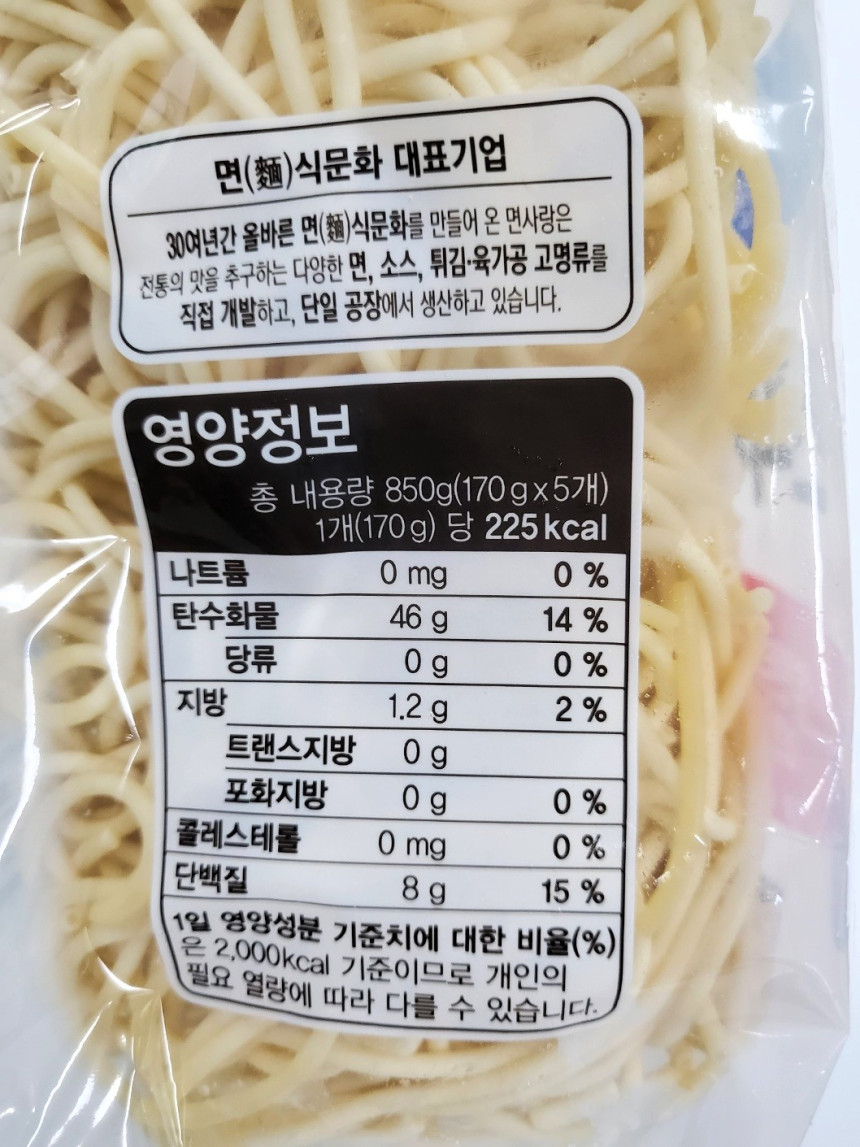 면(麵)식문화 대표기업
30여년간 올바른 면(麵)식문화를 만들어 온 면사랑은
전통의 맛을 추구하는 다양한 면, 소스, 튀김·육가공 고명류를
직접 개발하고, 단일 공장에서 생산하고 있습니다.
영양정보
총 내용량 850g(170gx5개)
1개(170g) 당 225kcal
나트륨 0 mg 0 %
탄수화물 46 g 14 %
당류 0 g 0 %
지방 1.2 g 2 %
트랜스지방 0 g
포화지방 0 g 0 %
콜레스테롤 0 mg 0 %
단백질 8 g 15 %
1일 영양성분 기준치에 대한 비율(%)
은 2,000kcal 기준이므로 개인의
필요 열량에 따라 다를 수 있습니다.